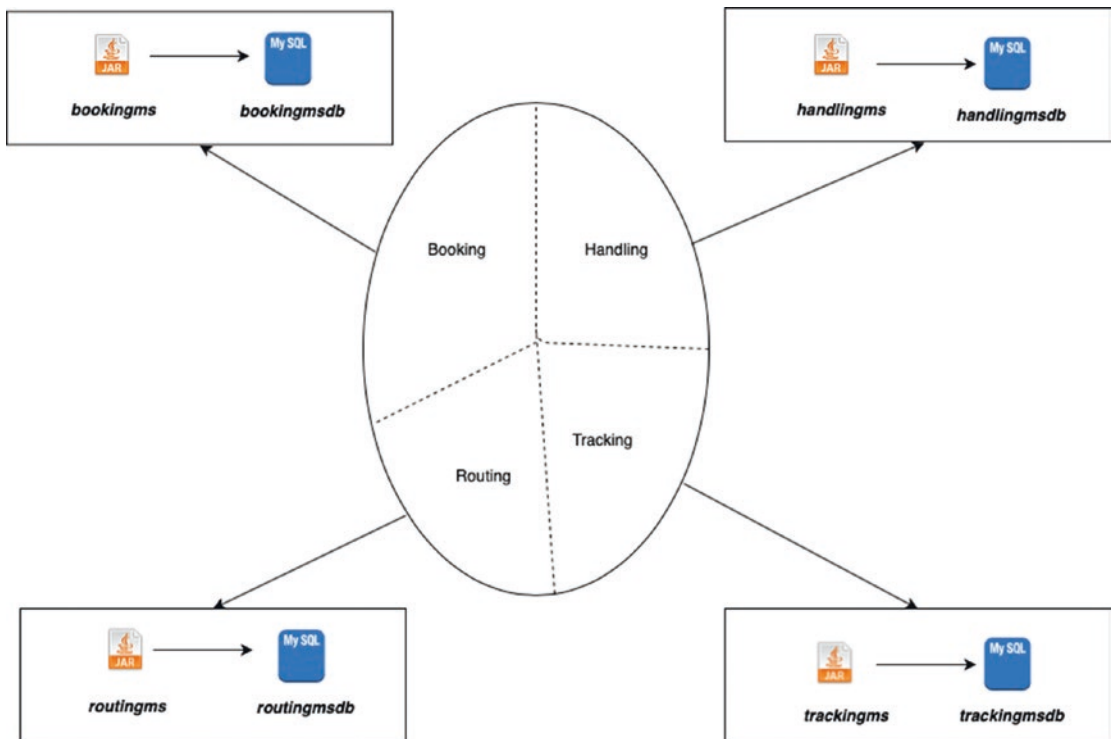 My SQL
JAR
bookingms
bookingmsdb
My SQL
JAR
handlingms
handlingmsdb
Booking
Handling
Routing
Tracking
My SQL
JAR
routingms
routingmsdb
My SQL
JAR
trackingms
trackingmsdb